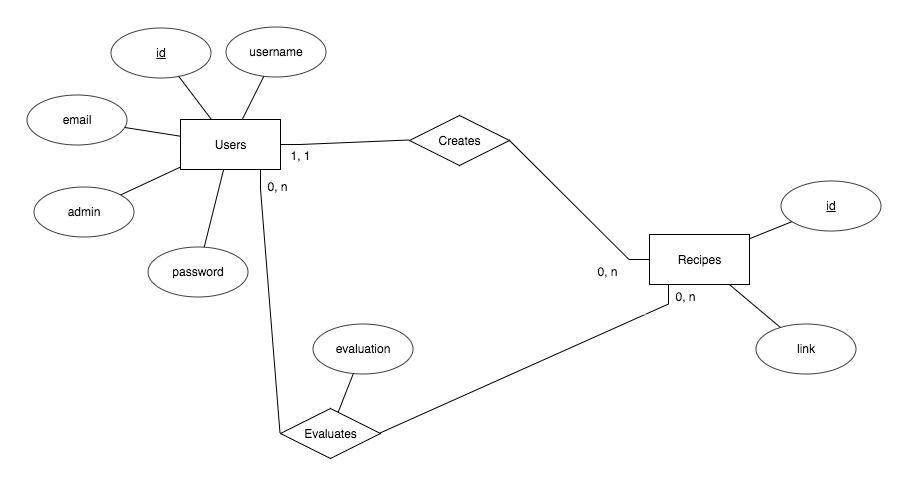 id
username
email
Users
Creates
1, 1
0, n
admin
id
password
Recipes
0, n
0, n
evaluation
link
Evaluates